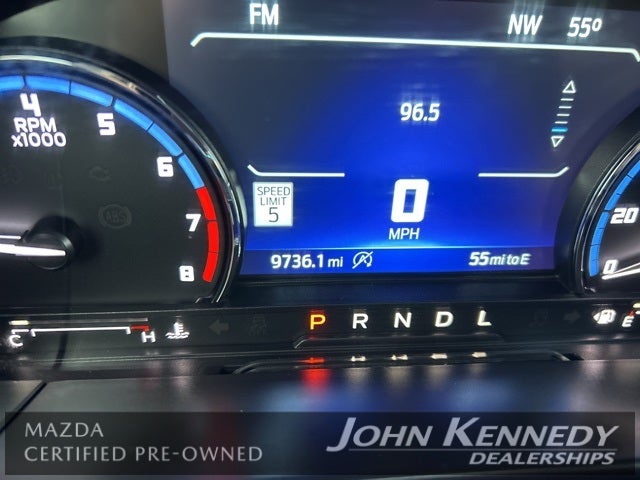 FM
NW 55°
4
RPM
x1000
5
6
7
8
96.5
SPEED
LIMIT
5
0
MPH
9736.1 mi
55 mi to E
20
0
C
H
P R N D L
E
ABS
MAZDA
CERTIFIED PRE-OWNED
JOHN KENNEDY
DEALERSHIPS